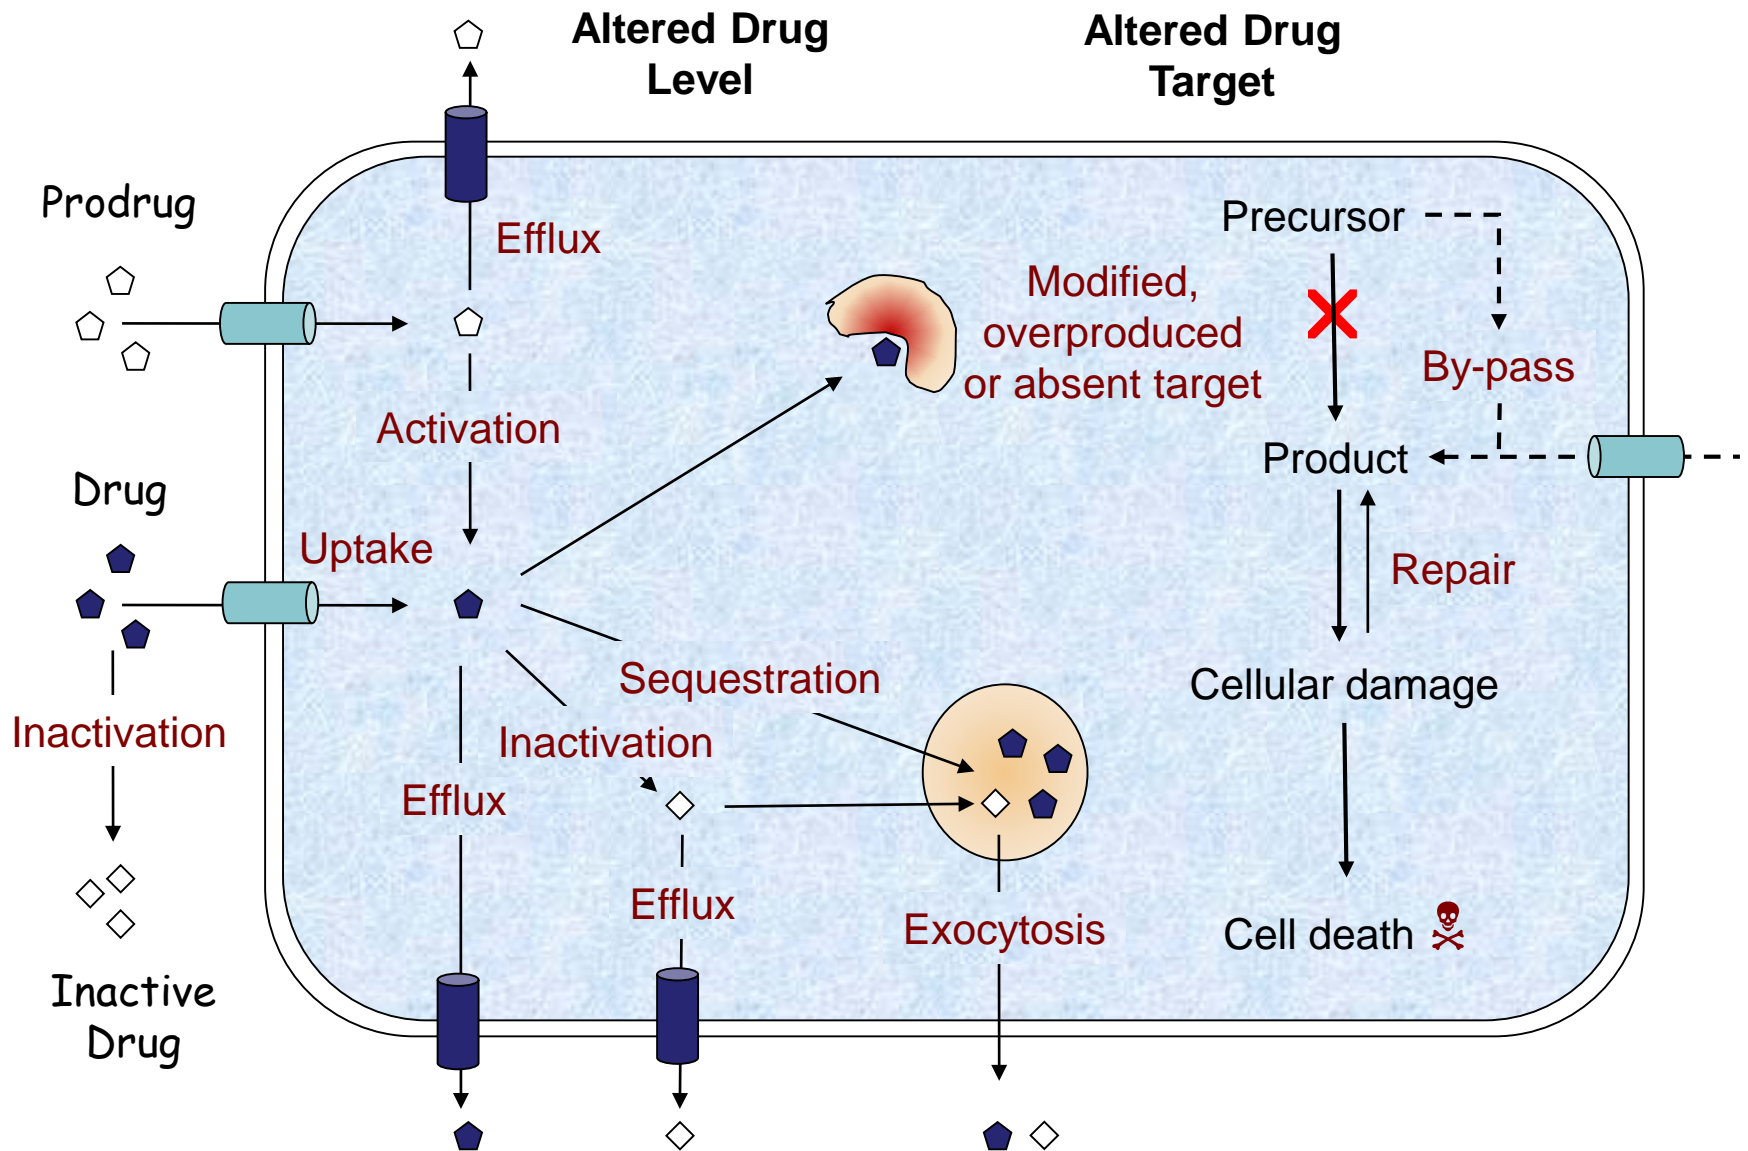 Altered Drug
Level
Altered Drug
Target
Prodrug
Efflux
Precursor
Modified,
overproduced
or absent target
By-pass
Activation
Product
Drug
Uptake
Repair
Sequestration
Cellular damage
Inactivation
Inactivation
Efflux
Efflux
Exocytosis
Cell death
Inactive
Drug